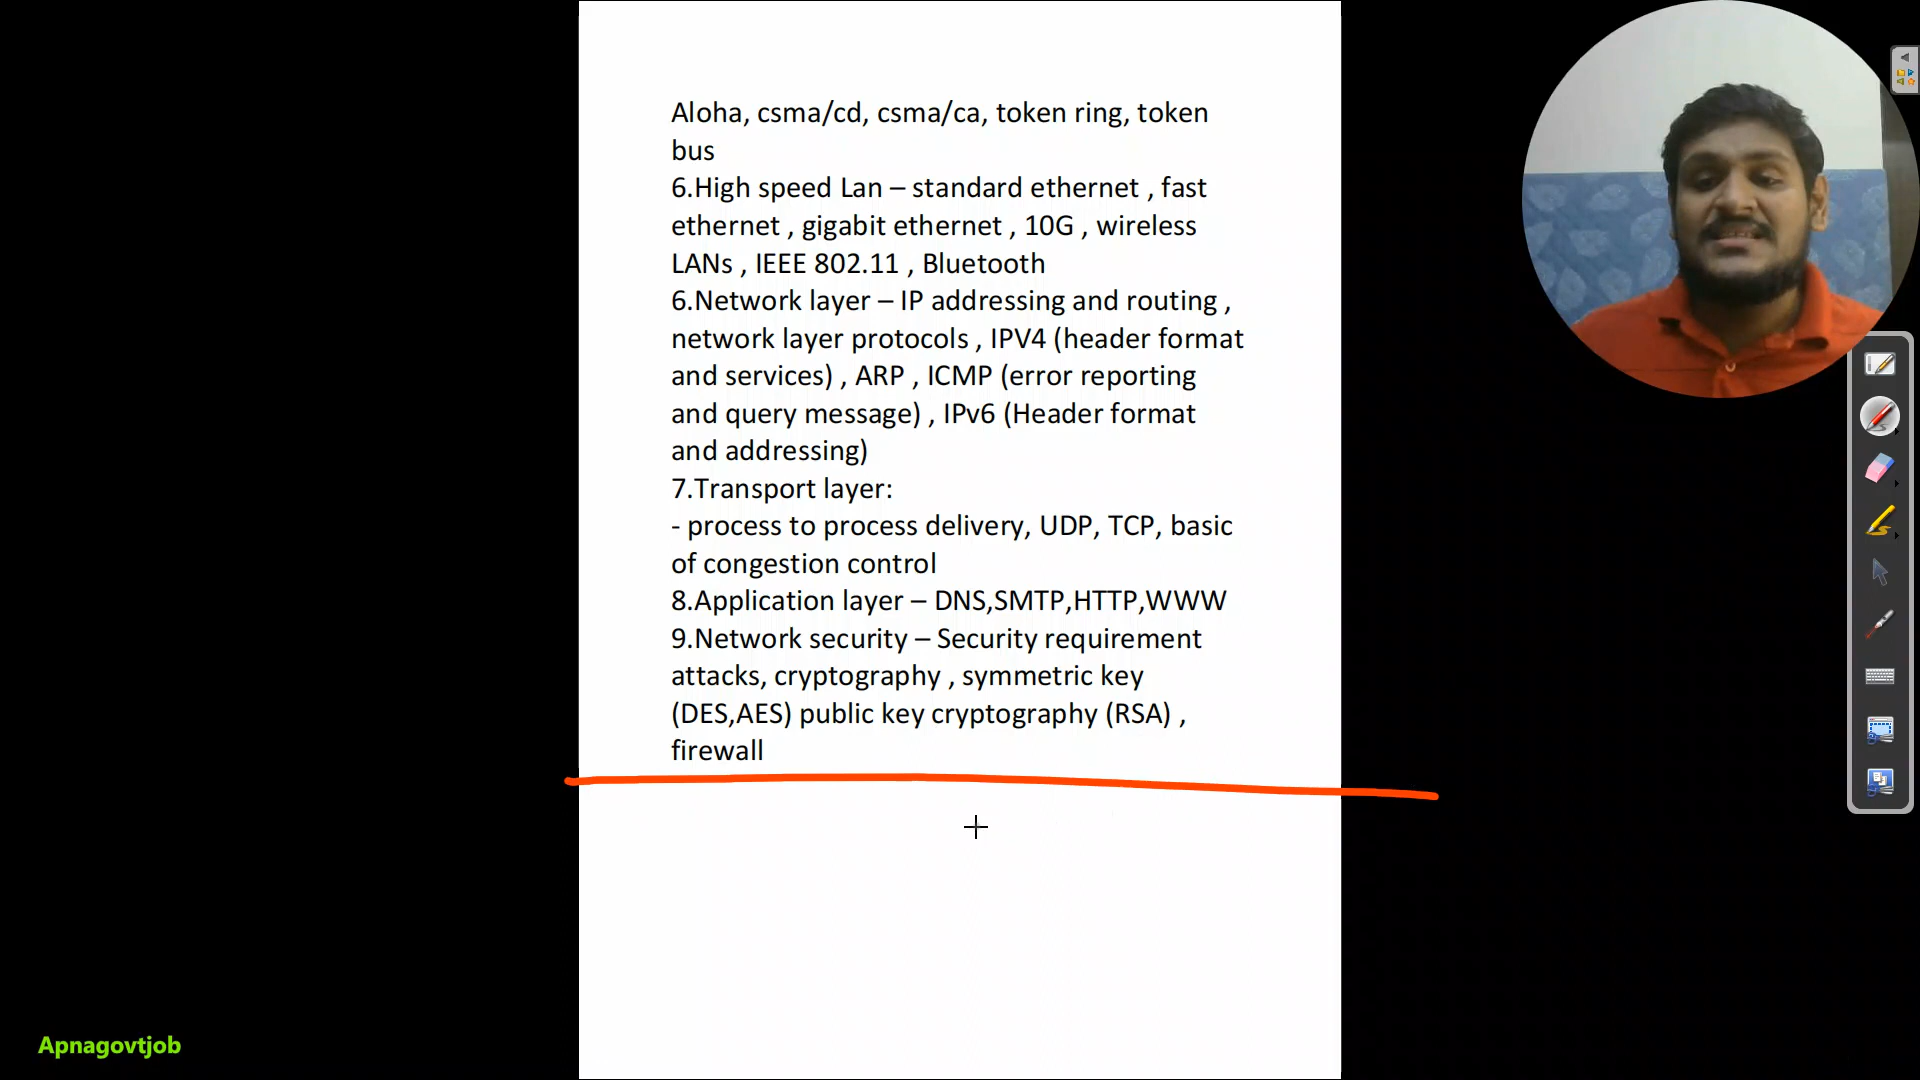 Aloha, csma/cd, csma/ca, token ring, token
bus
6.High speed Lan – standard ethernet , fast
ethernet , gigabit ethernet , 10G , wireless
LANs , IEEE 802.11 , Bluetooth
6.Network layer – IP addressing and routing ,
network layer protocols , IPV4 (header format
and services) , ARP , ICMP (error reporting
and query message) , IPv6 (Header format
and addressing)
7.Transport layer:
- process to process delivery, UDP, TCP, basic
of congestion control
8.Application layer – DNS,SMTP,HTTP,WWW
9.Network security – Security requirement
attacks, cryptography , symmetric key
(DES,AES) public key cryptography (RSA) ,
firewall
Apnagovtjob